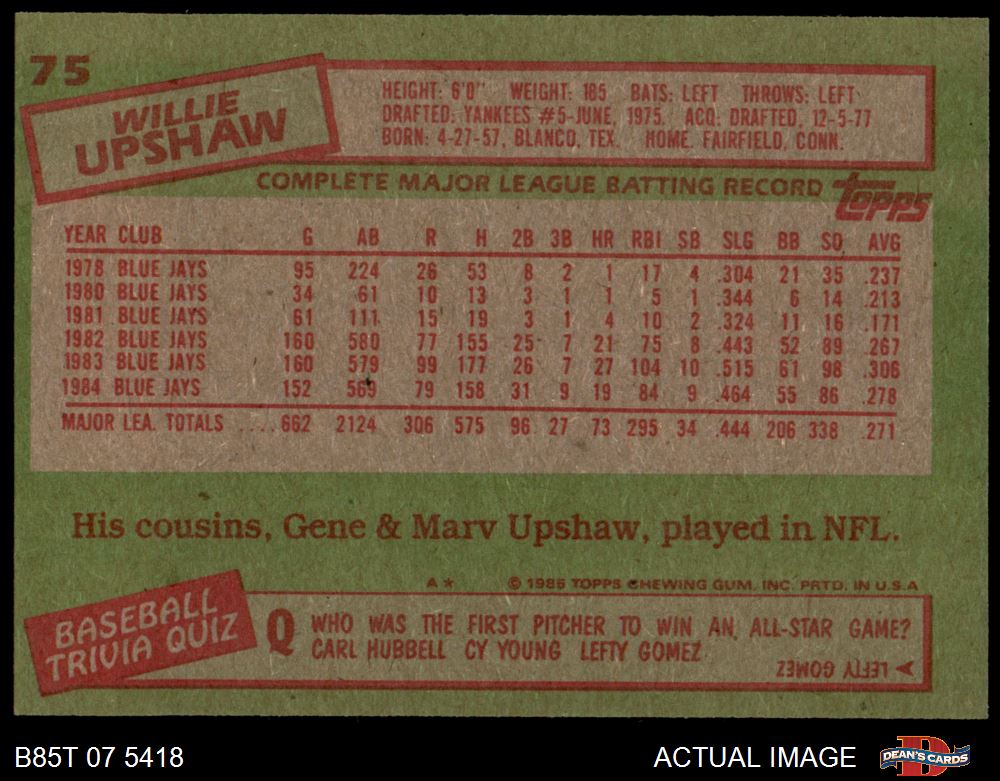 75
WILLIE
UPSHAW
HEIGHT: 6'0" WEIGHT: 185 BATS: LEFT THROWS: LEFT
DRAFTED: YANKEES #5-JUNE, 1975. ACQ: DRAFTED, 12-5-77
BORN: 4-27-57, BLANCO, TEX. HOME: FAIRFIELD, CONN.
COMPLETE MAJOR LEAGUE BATTING RECORD topps
YEAR CLUB G AB R H 2B 3B HR RBI SB SLG BB SO AVG
1978 BLUE JAYS 95 224 26 53 8 2 1 17 4 .304 21 35 .237
1980 BLUE JAYS 34 61 10 13 3 1 1 5 1 .344 6 14 .213
1981 BLUE JAYS 61 111 15 19 3 1 4 10 2 .324 11 16 .171
1982 BLUE JAYS 160 580 77 155 25 7 21 75 8 .443 52 89 .267
1983 BLUE JAYS 160 579 99 177 26 7 27 104 10 .515 61 98 .306
1984 BLUE JAYS 152 569 79 158 31 9 19 84 9 .464 55 86 .278
MAJOR LEA. TOTALS .... 662 2124 306 575 96 27 73 295 34 .444 206 338 .271
His cousins, Gene & Marv Upshaw, played in NFL.
A* © 1985 TOPPS CHEWING GUM, INC. PRTD. IN U.S.A
BASEBALL
TRIVIA QUIZ
Q WHO WAS THE FIRST PITCHER TO WIN AN ALL-STAR GAME?
CARL HUBBELL CY YOUNG LEFTY GOMEZ
A LEFTY GOMEZ
B85T 07 5418
ACTUAL IMAGE
DEAN'S CARDS